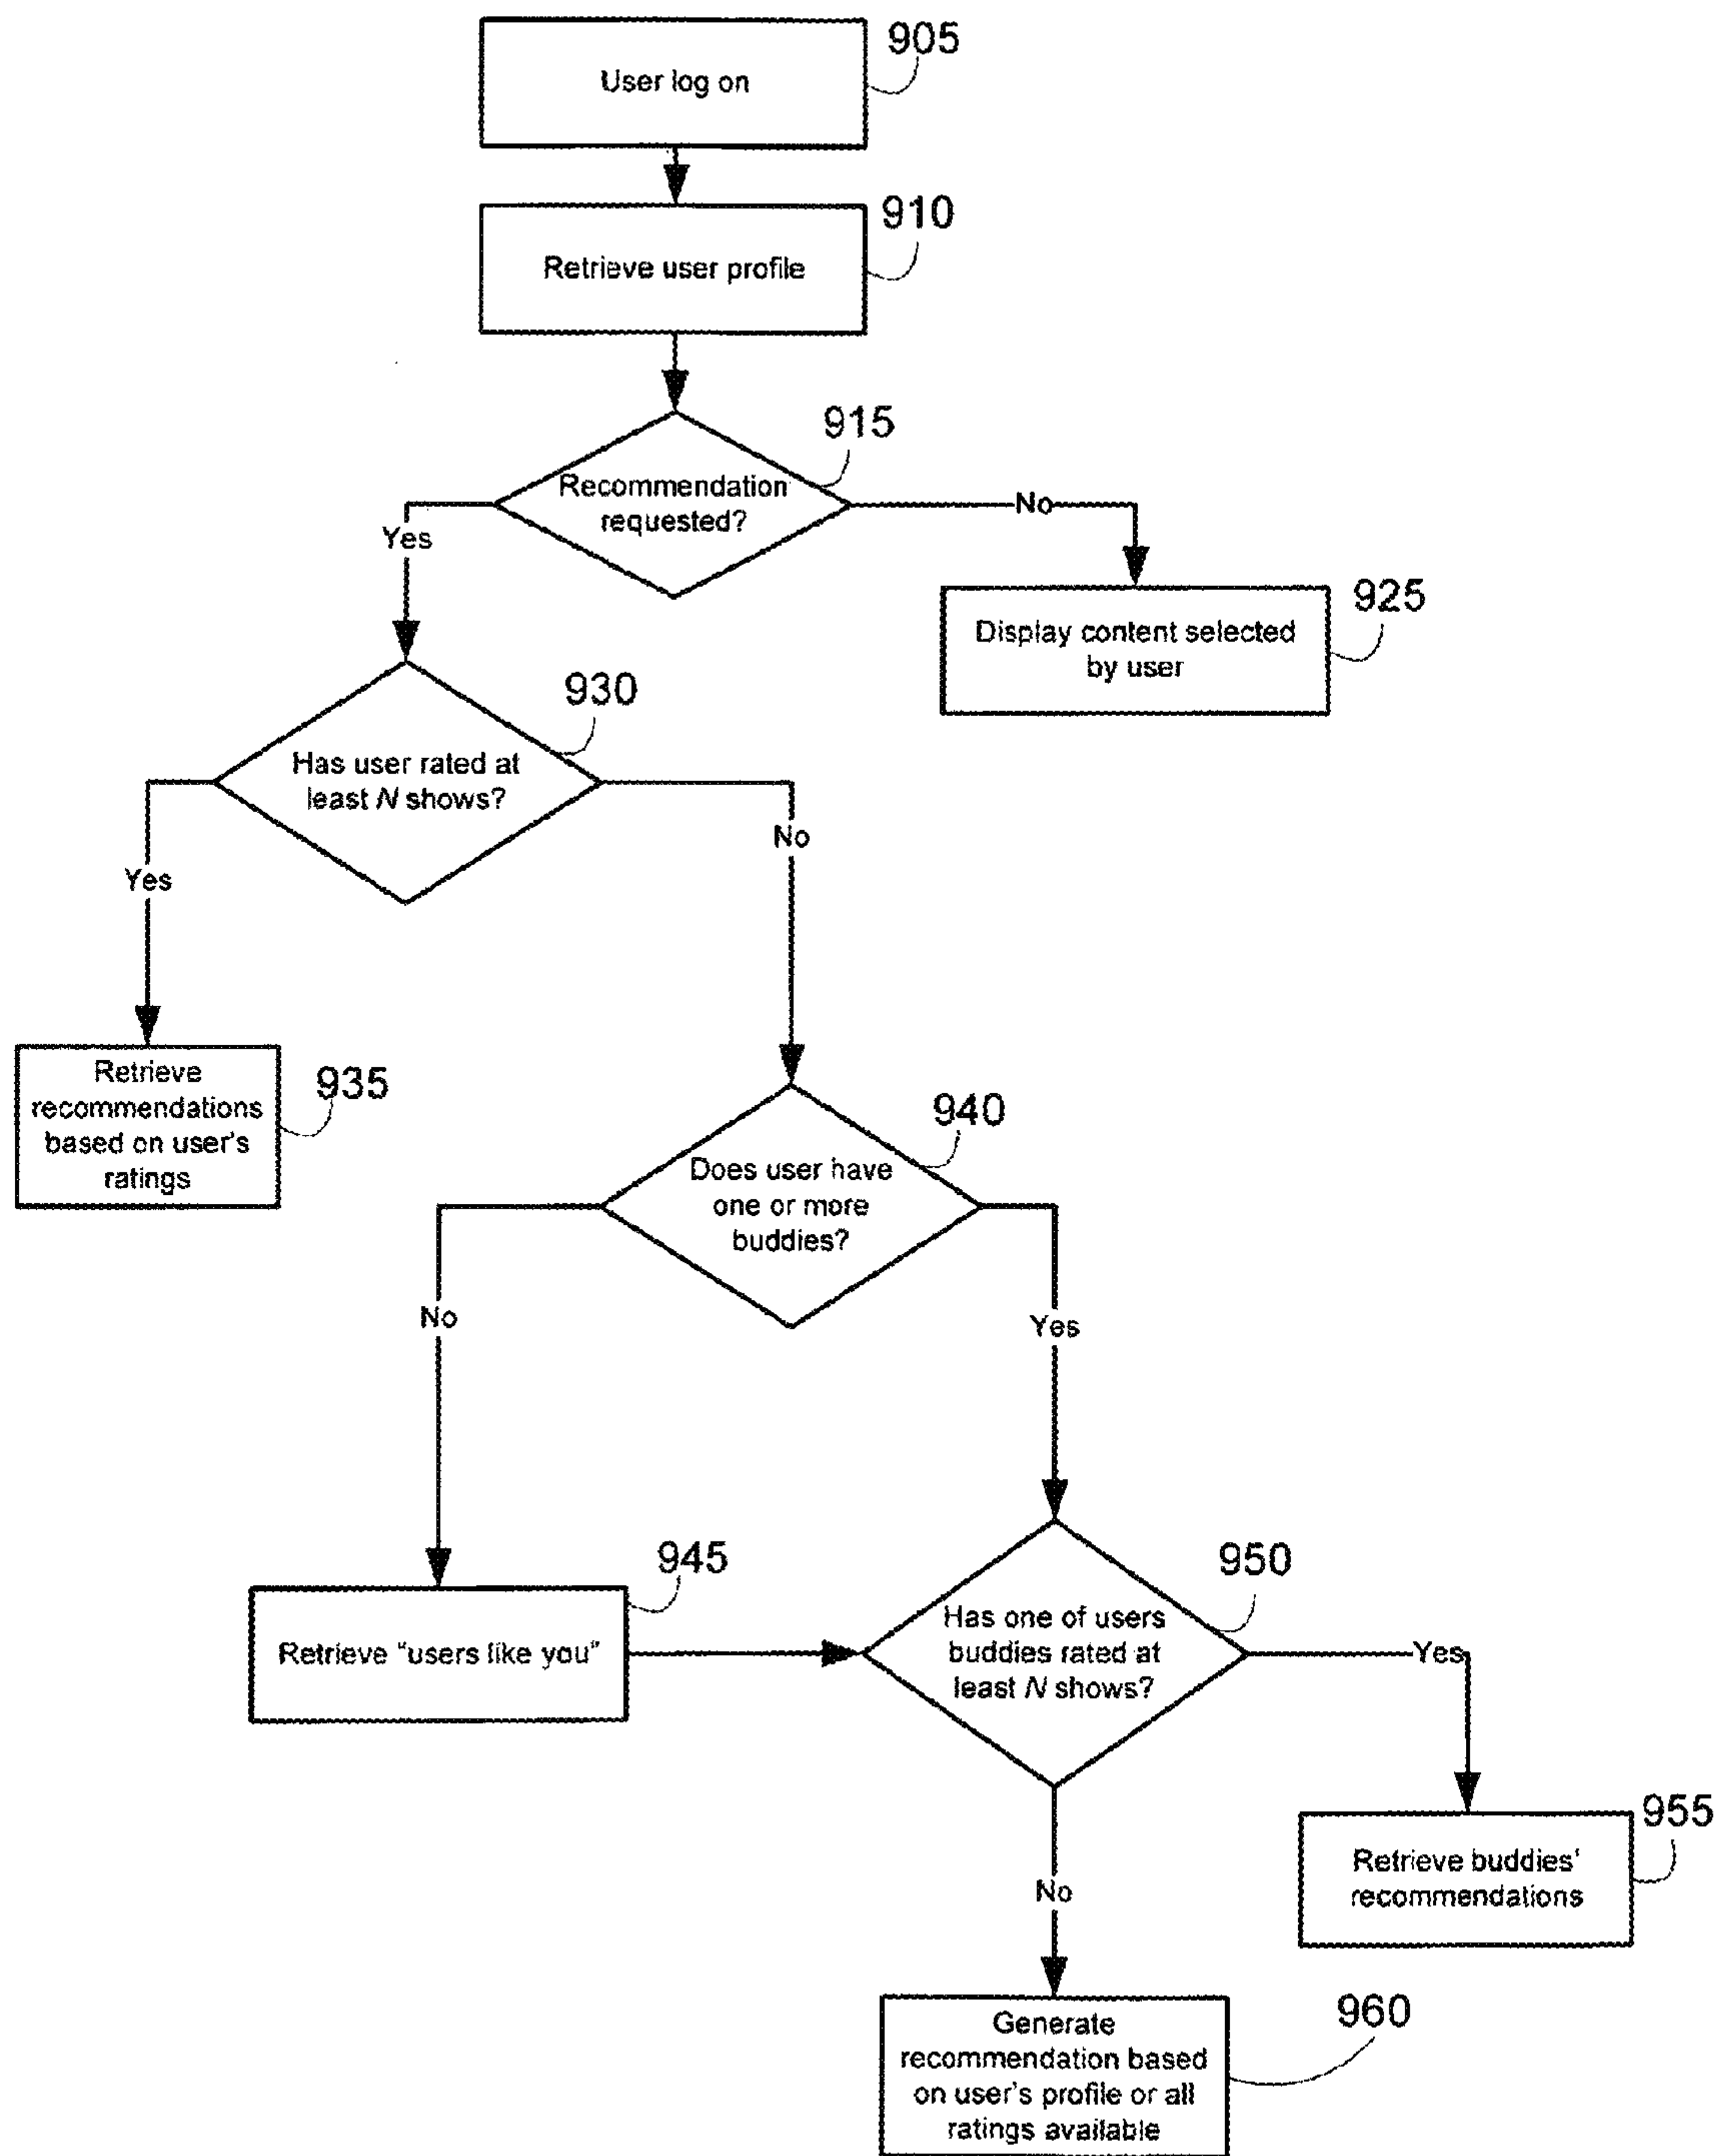 905
User log on
910
Retrieve user profile
915
Recommendation
requested?
No
Yes
925
Display content selected
by user
930
Has user rated at
least N shows?
No
Yes
Retrieve
recommendations
based on user's
ratings
935
940
Does user have
one or more
buddies?
No
Yes
945
Retrieve "users like you"
950
Has one of users
buddies rated at
least N shows?
Yes
955
Retrieve buddies'
recommendations
No
960
Generate
recommendation based
on user's profile or all
ratings available